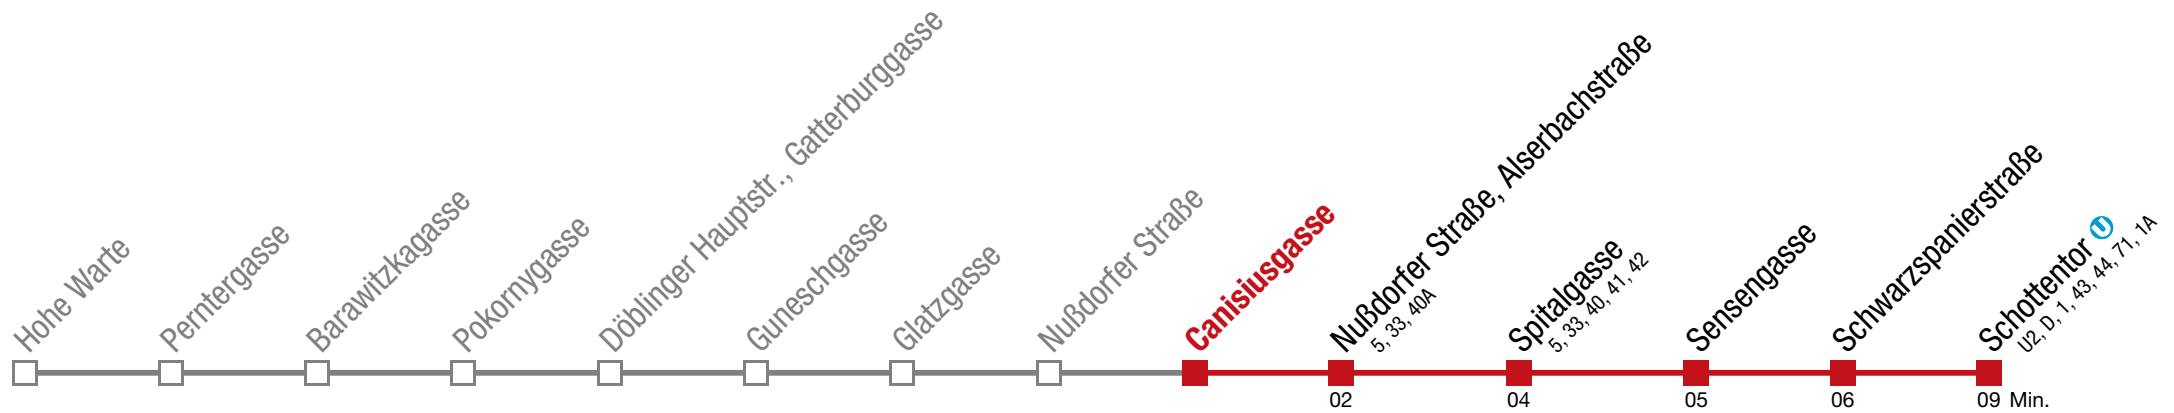 Hohe Warte
Perntergasse
Barawitzkagasse
Pokornygasse
Döblinger Hauptstr., Gatterburggasse
Guneschgasse
Glatzgasse
Nußdorfer Straße
Canisiusgasse
Nußdorfer Straße, Alserbachstraße
5, 33, 40A
Spitalgasse
5, 33, 40, 41, 42
Sensengasse
Schwarzspanierstraße
Schottentor U
U2, D, 1, 43, 44, 71, 1A
02 04 05 06 09 Min.